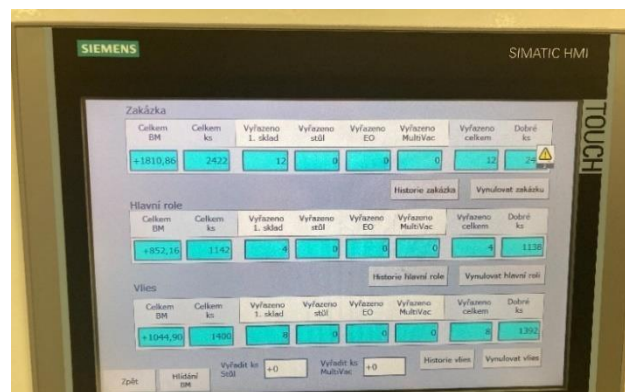 SIEMENS
SIMATIC HMI
TOUCH
Zakázka
Celkem BM Celkem ks Vyřazeno 1. sklad Vyřazeno stůl Vyřazeno EO Vyřazeno MultiVac Vyřazeno celkem Dobré ks
+1810,86 2422 12 0 0 0 12
Historie zakázka Vynulovat zakázku
Hlavní role
Celkem BM Celkem ks Vyřazeno 1. sklad Vyřazeno stůl Vyřazeno EO Vyřazeno MultiVac Vyřazeno celkem Dobré ks
+852,16 1142 4 0 0 0 4 1138
Historie hlavní role Vynulovat hlavní roli
Vlies
Celkem BM Celkem ks Vyřazeno 1. sklad Vyřazeno stůl Vyřazeno EO Vyřazeno MultiVac Vyřazeno celkem Dobré ks
+1044,90 1400 8 0 0 0 8 1392
Historie vlies Vynulovat vlies
Zpět Hlídání BM Vyřadit ks Stůl +0 Vyřadit ks MultiVac +0